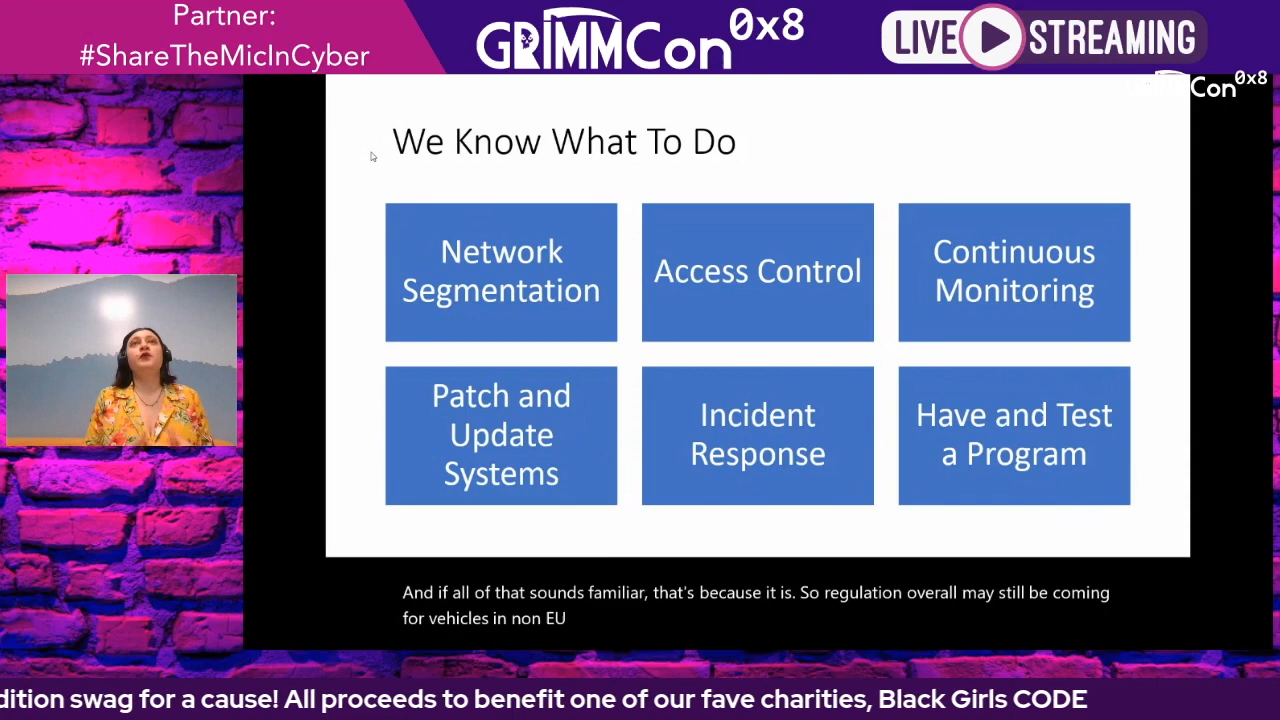 Partner:
#ShareTheMicInCyber
GRIMMCon 0x8
LIVE STREAMING
Con 0x8
We Know What To Do
Network
Segmentation
Access Control
Continuous
Monitoring
Patch and
Update
Systems
Incident
Response
Have and Test
a Program
And if all of that sounds familiar, that's because it is. So regulation overall may still be coming
for vehicles in non EU
dition swag for a cause! All proceeds to benefit one of our fave charities, Black Girls CODE